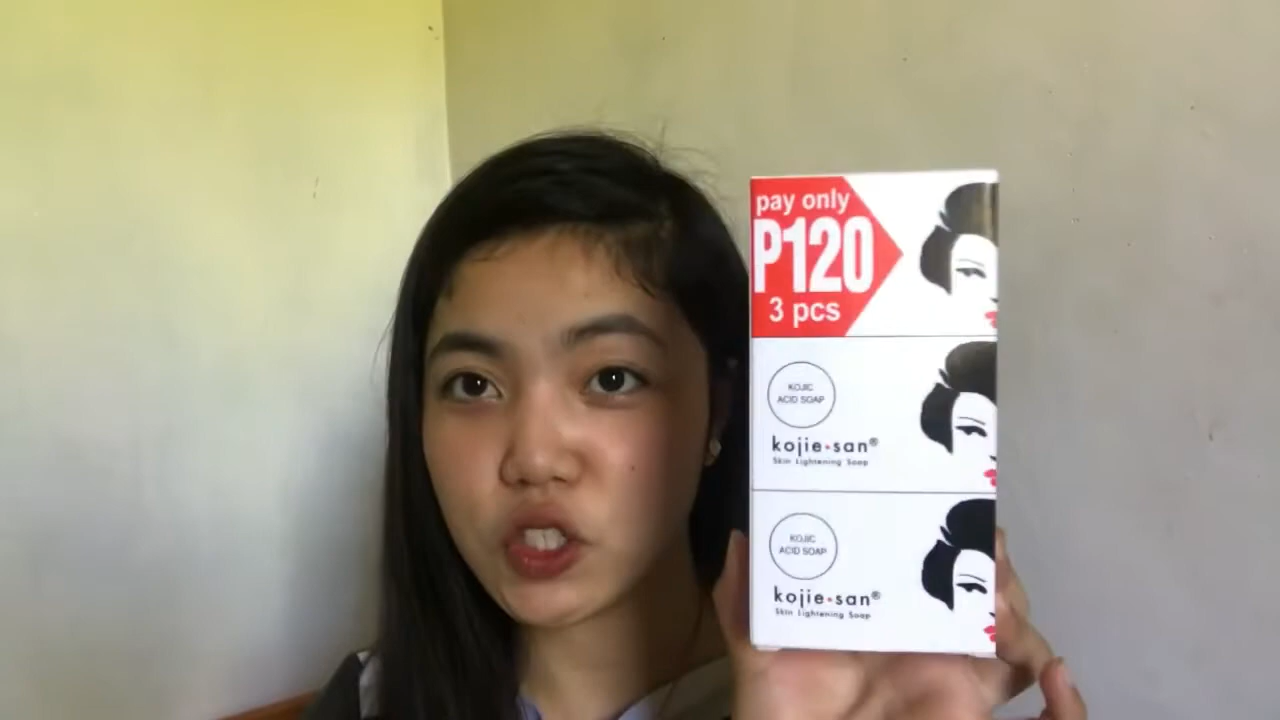 pay only
P120
3 pcs
KOJIC
ACID SOAP
kojie•san®
Skin Lightening Soap
KOJIC
ACID SOAP
kojie•san®
Skin Lightening Soap